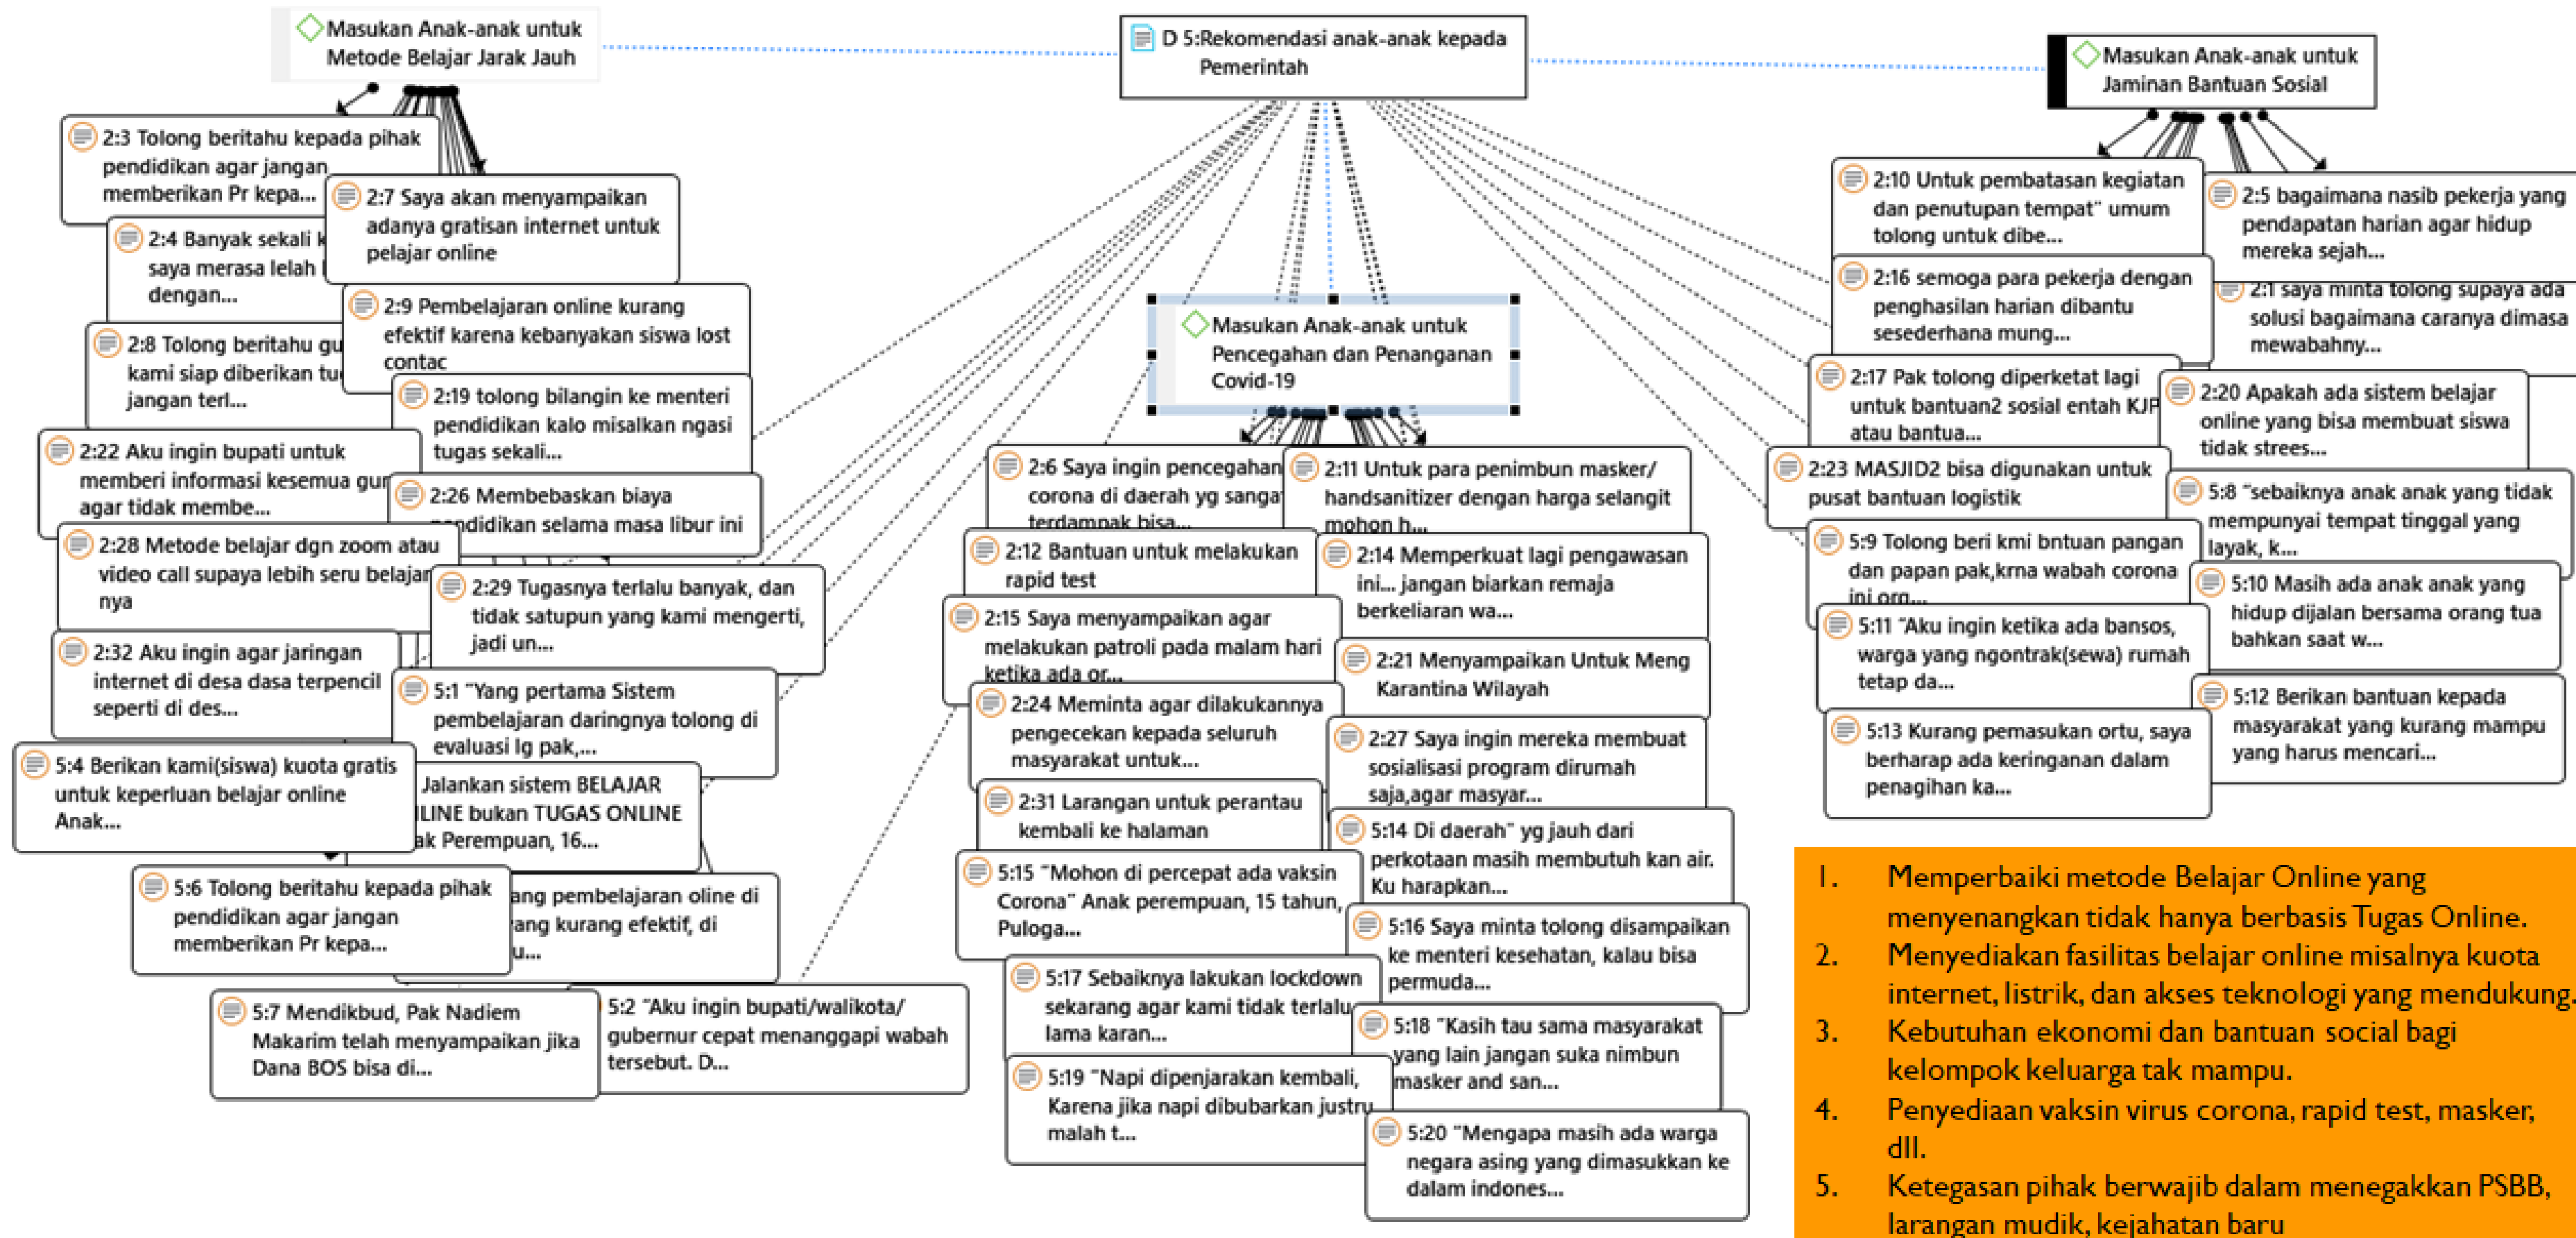 Masukan Anak-anak untuk
Metode Belajar Jarak Jauh
D 5:Rekomendasi anak-anak kepada
Pemerintah
Masukan Anak-anak untuk
Jaminan Bantuan Sosial
2:3 Tolong beritahu kepada pihak
pendidikan agar jangan
memberikan Pr kepa...
2:7 Saya akan menyampaikan
adanya gratisan internet untuk
pelajar online
2:4 Banyak sekali k
saya merasa lelah
dengan...
2:9 Pembelajaran online kurang
efektif karena kebanyakan siswa lost
contac
2:8 Tolong beritahu gu
kami siap diberikan tu
jangan terl...
2:19 tolong bilangin ke menteri
pendidikan kalo misalkan ngasi
tugas sekali...
2:22 Aku ingin bupati untuk
memberi informasi kesemua gur
agar tidak membe...
2:26 Membebaskan biaya
pendidikan selama masa libur ini
2:28 Metode belajar dgn zoom atau
video call supaya lebih seru belajar
nya
2:29 Tugasnya terlalu banyak, dan
tidak satupun yang kami mengerti,
jadi un...
2:32 Aku ingin agar jaringan
internet di desa dasa terpencil
seperti di des...
5:1 "Yang pertama Sistem
pembelajaran daringnya tolong di
evaluasi lg pak,...
5:4 Berikan kami(siswa) kuota gratis
untuk keperluan belajar online
Anak...
Jalankan sistem BELAJAR
LINE bukan TUGAS ONLINE
ak Perempuan, 16...
5:6 Tolong beritahu kepada pihak
pendidikan agar jangan
memberikan Pr kepa...
ang pembelajaran oline di
yang kurang efektif, di
u...
5:7 Mendikbud, Pak Nadiem
Makarim telah menyampaikan jika
Dana BOS bisa di...
5:2 "Aku ingin bupati/walikota/
gubernur cepat menanggapi wabah
tersebut. D...
Masukan Anak-anak untuk
Pencegahan dan Penanganan
Covid-19
2:6 Saya ingin pencegahan
corona di daerah yg sanga
terdampak bisa...
2:11 Untuk para penimbun masker/
handsanitizer dengan harga selangit
mohon h...
2:12 Bantuan untuk melakukan
rapid test
2:14 Memperkuat lagi pengawasan
ini... jangan biarkan remaja
berkeliaran wa...
2:15 Saya menyampaikan agar
melakukan patroli pada malam hari
ketika ada or...
2:21 Menyampaikan Untuk Meng
Karantina Wilayah
2:24 Meminta agar dilakukannya
pengecekan kepada seluruh
masyarakat untuk...
2:27 Saya ingin mereka membuat
sosialisasi program dirumah
saja,agar masyar...
2:31 Larangan untuk perantau
kembali ke halaman
5:14 Di daerah" yg jauh dari
perkotaan masih membutuh kan air.
Ku harapkan...
5:15 "Mohon di percepat ada vaksin
Corona" Anak perempuan, 15 tahun,
Puloga...
5:16 Saya minta tolong disampaikan
ke menteri kesehatan, kalau bisa
permuda...
5:17 Sebaiknya lakukan lockdown
sekarang agar kami tidak terlalu
lama karan...
5:18 "Kasih tau sama masyarakat
yang lain jangan suka nimbun
masker and san...
5:19 "Napi dipenjarakan kembali,
Karena jika napi dibubarkan justru
malah t...
5:20 "Mengapa masih ada warga
negara asing yang dimasukkan ke
dalam indones...
2:10 Untuk pembatasan kegiatan
dan penutupan tempat" umum
tolong untuk dibe...
2:5 bagaimana nasib pekerja yang
pendapatan harian agar hidup
mereka sejah...
2:16 semoga para pekerja dengan
penghasilan harian dibantu
sesederhana mung...
2:1 saya minta tolong supaya ada
solusi bagaimana caranya dimasa
mewabahny...
2:17 Pak tolong diperketat lagi
untuk bantuan2 sosial entah KJP
atau bantua...
2:20 Apakah ada sistem belajar
online yang bisa membuat siswa
tidak strees...
2:23 MASJID2 bisa digunakan untuk
pusat bantuan logistik
5:8 "sebaiknya anak anak yang tidak
mempunyai tempat tinggal yang
layak, k...
5:9 Tolong beri kmi bntuan pangan
dan papan pak,krna wabah corona
ini org...
5:10 Masih ada anak anak yang
hidup dijalan bersama orang tua
bahkan saat w...
5:11 "Aku ingin ketika ada bansos,
warga yang ngontrak(sewa) rumah
tetap da...
5:12 Berikan bantuan kepada
masyarakat yang kurang mampu
yang harus mencari...
5:13 Kurang pemasukan ortu, saya
berharap ada keringanan dalam
penagihan ka...
1. Memperbaiki metode Belajar Online yang
menyenangkan tidak hanya berbasis Tugas Online.
2. Menyediakan fasilitas belajar online misalnya kuota
internet, listrik, dan akses teknologi yang mendukung.
3. Kebutuhan ekonomi dan bantuan social bagi
kelompok keluarga tak mampu.
4. Penyediaan vaksin virus corona, rapid test, masker,
dll.
5. Ketegasan pihak berwajib dalam menegakkan PSBB,
larangan mudik, kejahatan baru